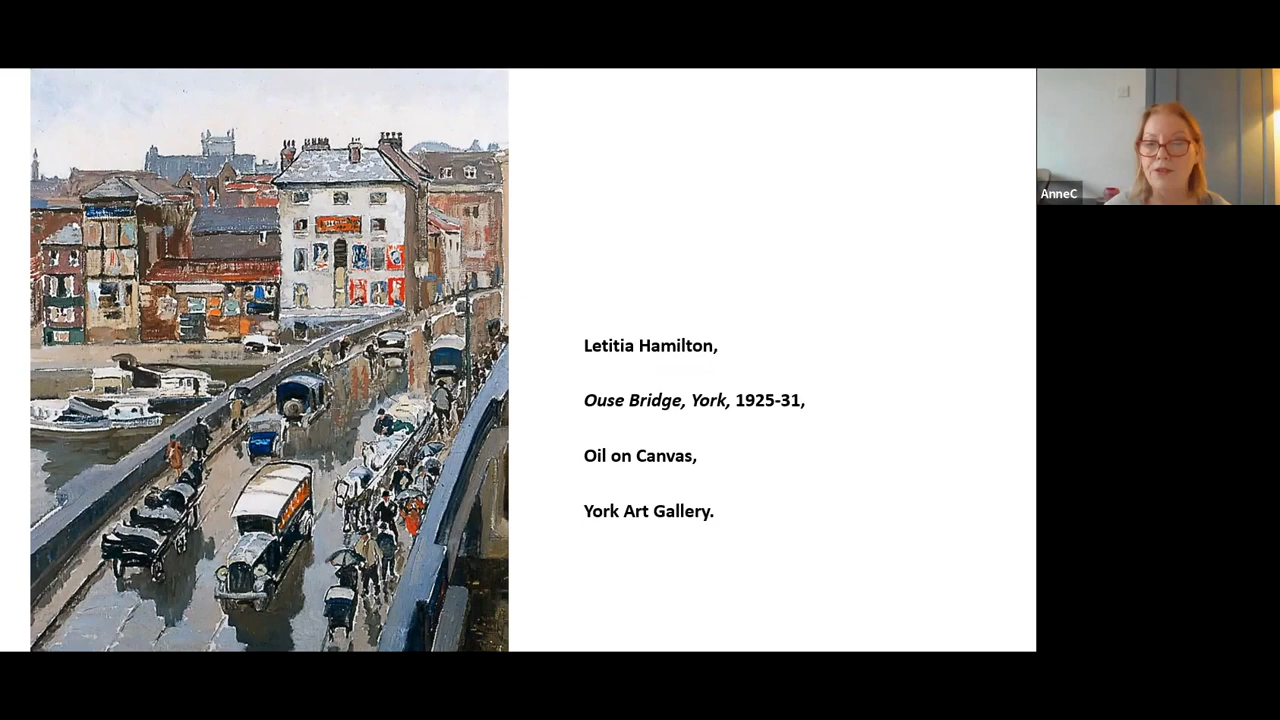 Letitia Hamilton,
Ouse Bridge, York, 1925-31,
Oil on Canvas,
York Art Gallery.
AnneC